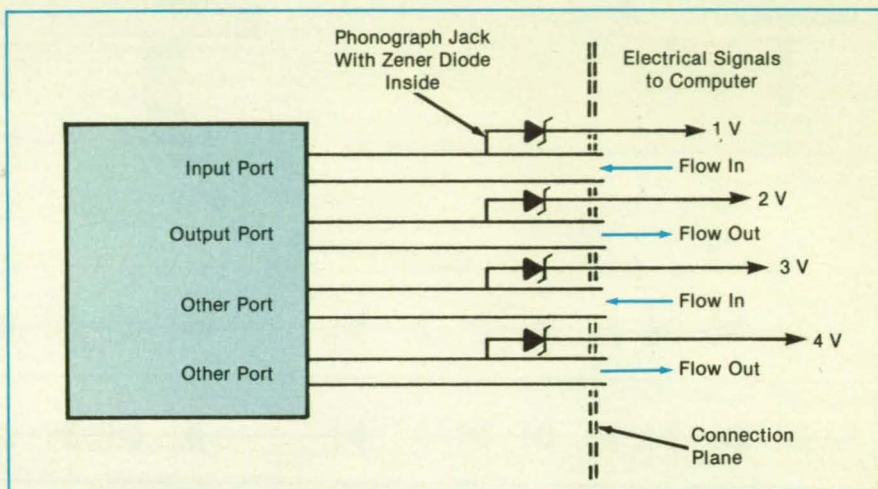 Phonograph Jack
With Zener Diode
Inside
Electrical Signals
to Computer
1 V
Input Port
Flow In
2 V
Output Port
Flow Out
3 V
Other Port
Flow In
4 V
Other Port
Flow Out
Connection
Plane